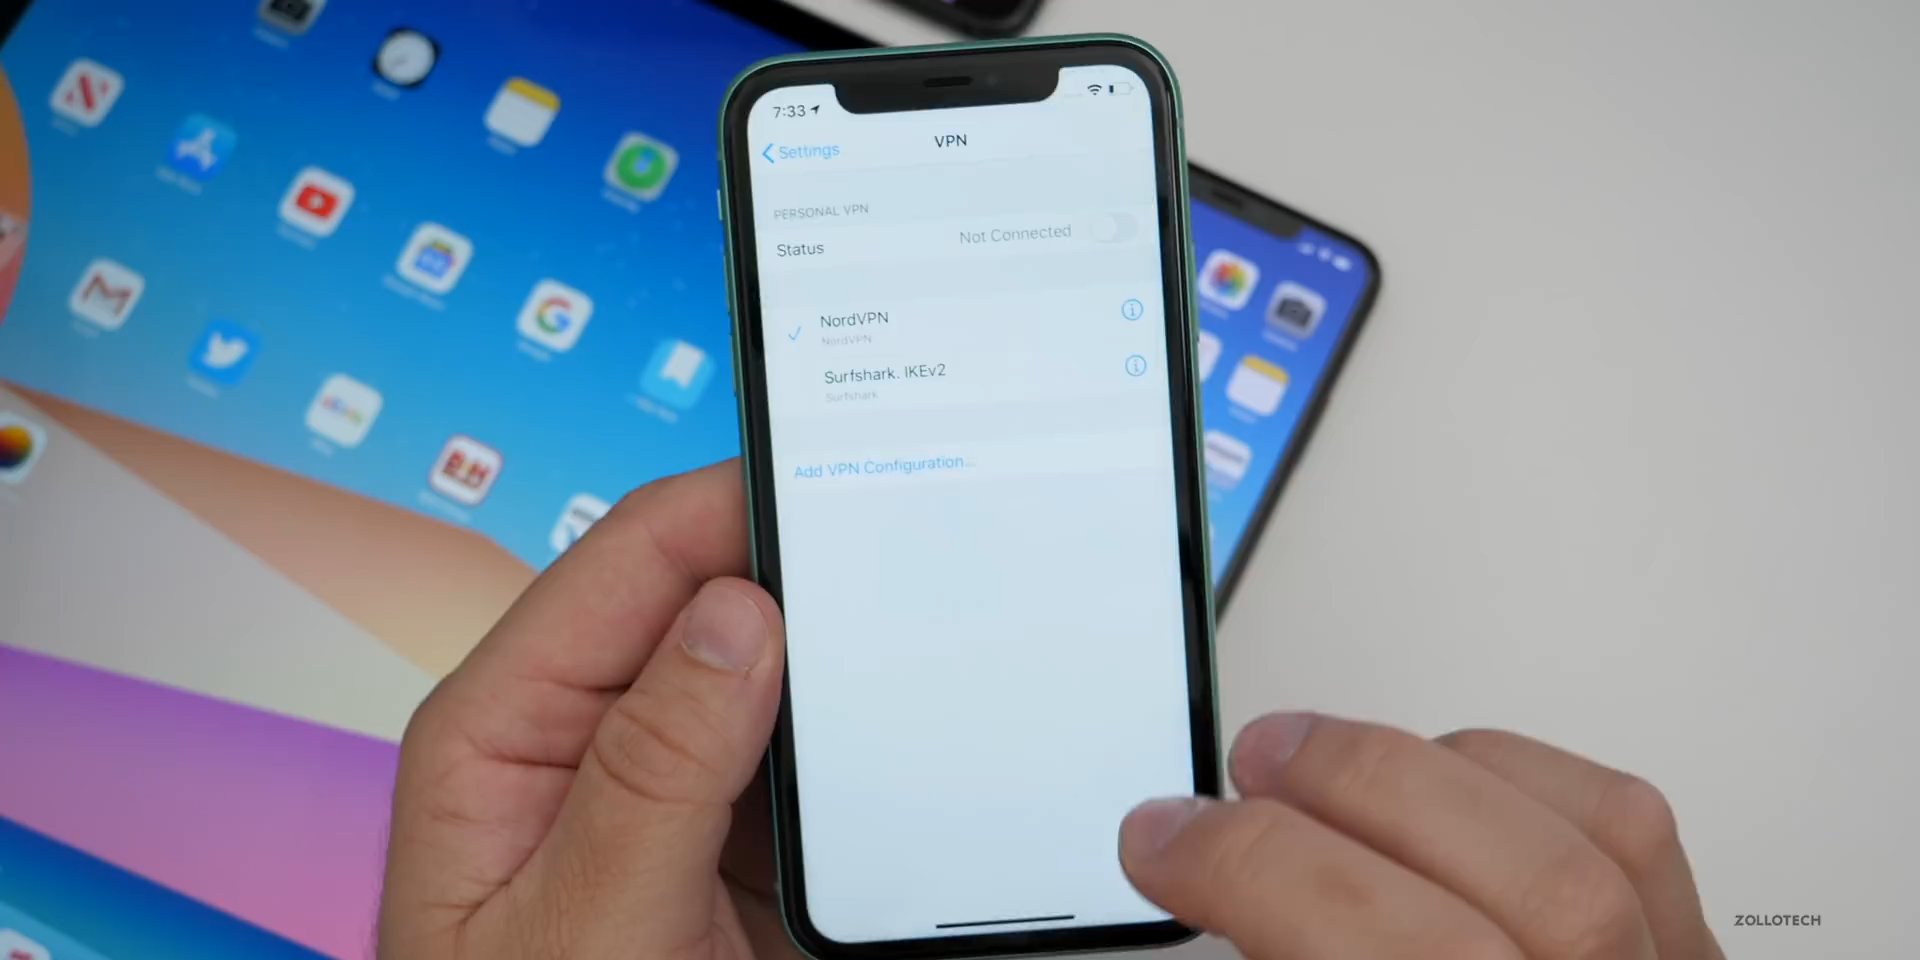 7:33
Settings
VPN
PERSONAL VPN
Status
Not Connected
NordVPN
NordVPN
Surfshark. IKEv2
Surfshark
Add VPN Configuration...
ZOLLOTECH